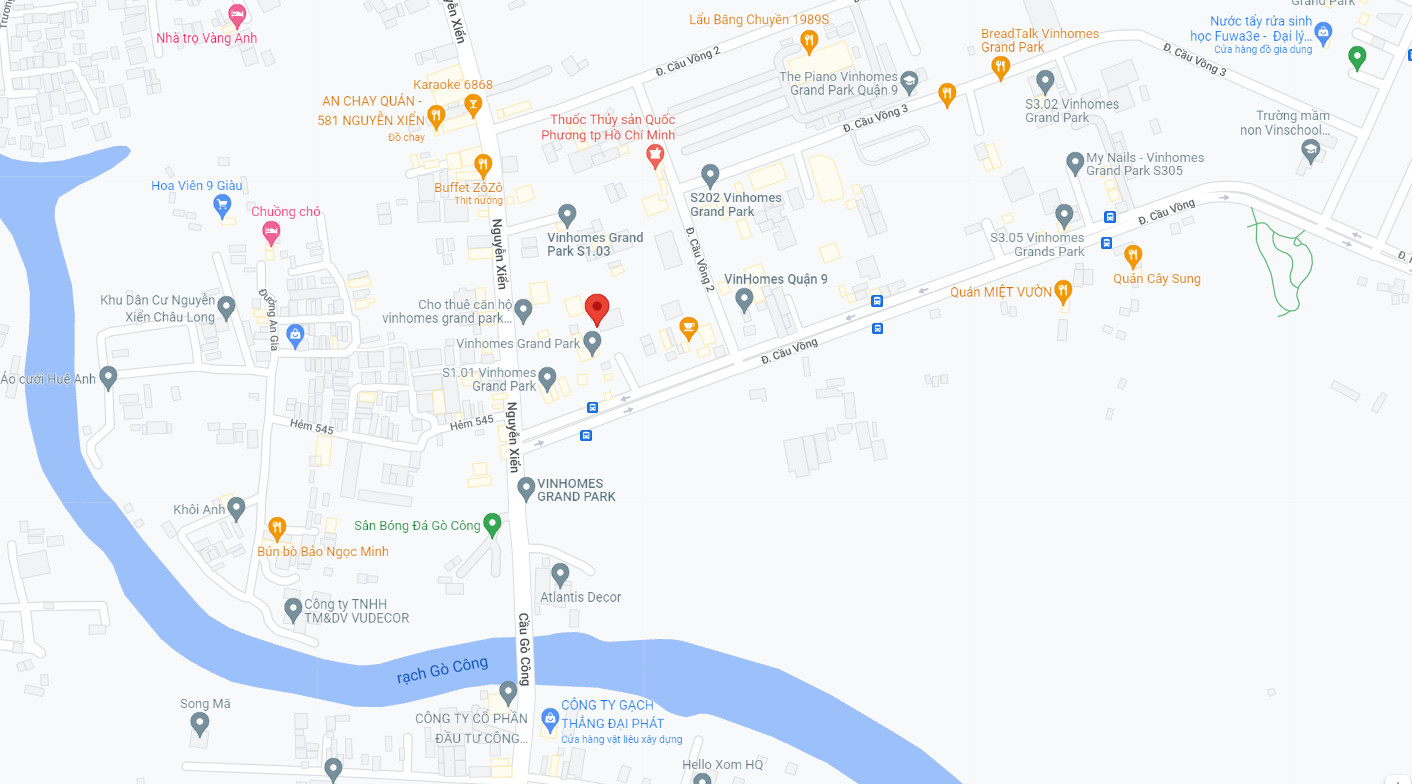 Grand Park
Nhà trọ Vàng Anh
Lẩu Băng Chuyền 1989S
Nước tẩy rửa sinh
học Fuwa3e - Đại lý...
Cửa hàng đồ gia dụng
BreadTalk Vinhomes
Grand Park
Đ. Cầu Vồng 2
Đ. Cầu Vồng 3
Karaoke 6868
The Piano Vinhomes
Grand Park Quận 9
AN CHAY QUÁN -
581 NGUYỄN XIỂN
Đồ chay
S3.02 Vinhomes
Grand Park
Thuốc Thủy sản Quốc
Phương tp Hồ Chí Minh
Đ. Cầu Vồng 3
Trường mầm
non Vinschool...
My Nails - Vinhomes
Grand Park S305
Buffet ZôZô
Thịt nướng
Hoa Viên 9 Giàu
S202 Vinhomes
Grand Park
Chuồng chó
Đ. Cầu Vồng
Nguyễn Xiển
Vinhomes Grand
Park S1.03
Đ. Cầu Vồng 2
S3.05 Vinhomes
Grands Park
VinHomes Quận 9
Quán Cây Sung
Quán MIỆT VƯỜN
Khu Dân Cư Nguyễn
Xiển Châu Long
Đường An Gia
Cho thuê căn hộ
vinhomes grand park...
Vinhomes Grand Park
Đ. Cầu Vồng
S1.01 Vinhomes
Grand Park
Áo cưới Huệ Anh
Hẻm 545
Hẻm 545
Nguyễn Xiển
VINHOMES
GRAND PARK
Khôi Anh
Sân Bóng Đá Gò Công
Bún bò Bảo Ngọc Minh
Atlantis Decor
Công ty TNHH
TM&DV VUDECOR
Cầu Gò Công
rạch Gò Công
Song Mã
CÔNG TY CỔ PHẦN
ĐẦU TƯ CÔNG...
CÔNG TY GẠCH
THẮNG ĐẠI PHÁT
Cửa hàng vật liệu xây dựng
Hello Xom HQ